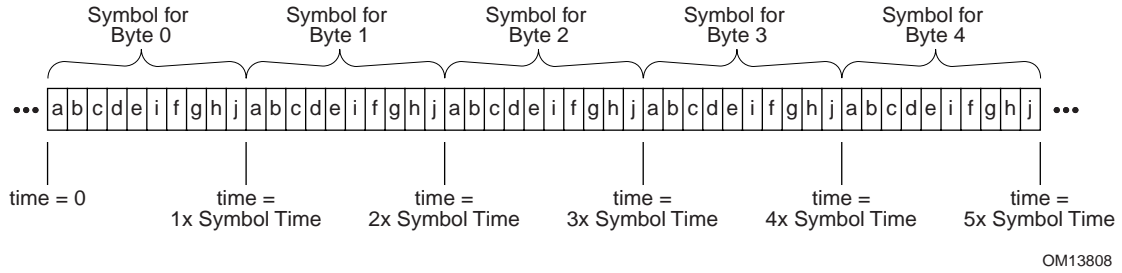 Symbol for Byte 0
Symbol for Byte 1
Symbol for Byte 2
Symbol for Byte 3
Symbol for Byte 4
••• a b c d e i f g h j a b c d e i f g h j a b c d e i f g h j a b c d e i f g h j a b c d e i f g h j •••
time = 0
time = 1x Symbol Time
time = 2x Symbol Time
time = 3x Symbol Time
time = 4x Symbol Time
time = 5x Symbol Time
OM13808